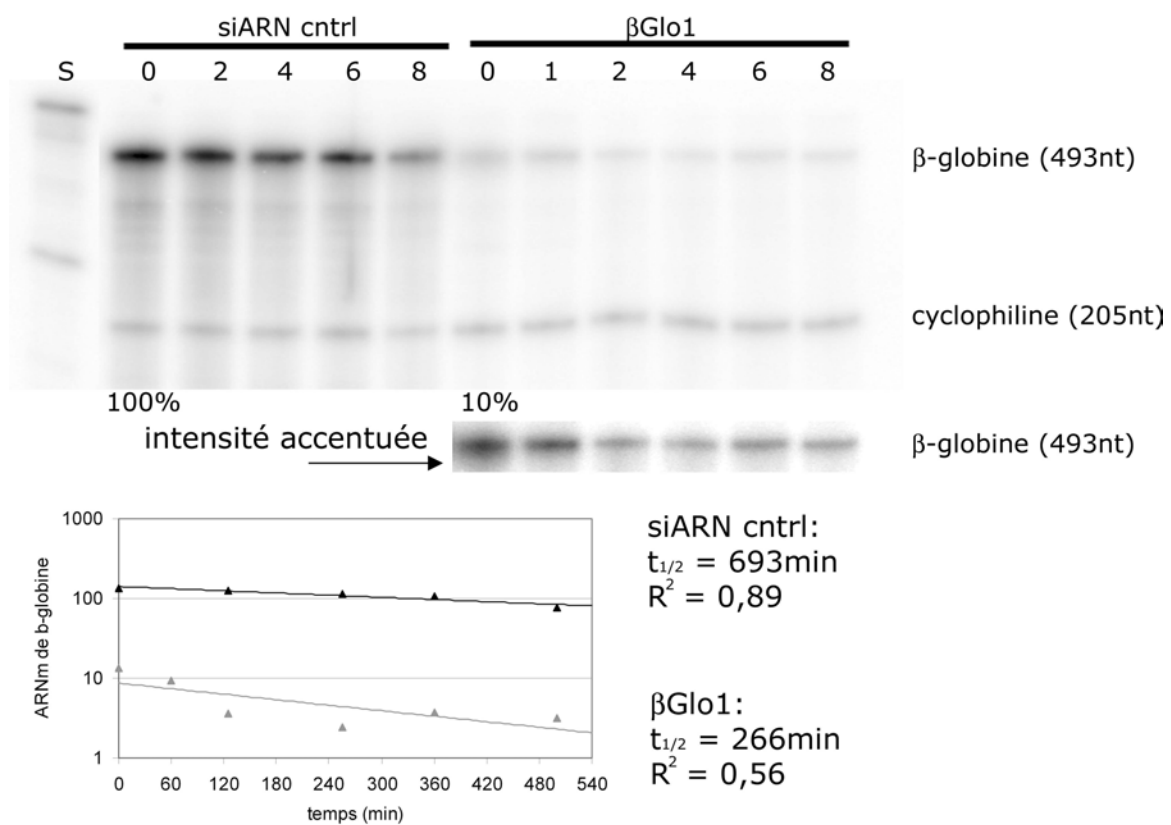 siARN cntrl βGlo1
S 0 2 4 6 8 0 1 2 4 6 8
β-globine (493nt)
cyclophiline (205nt)
100% 10%
intensité accentuée β-globine (493nt)
siARN cntrl:
t1/2 = 693min
R² = 0,89
βGlo1:
t1/2 = 266min
R² = 0,56
ARNm de b-globine
1000
100
10
1
0 60 120 180 240 300 360 420 480 540
temps (min)